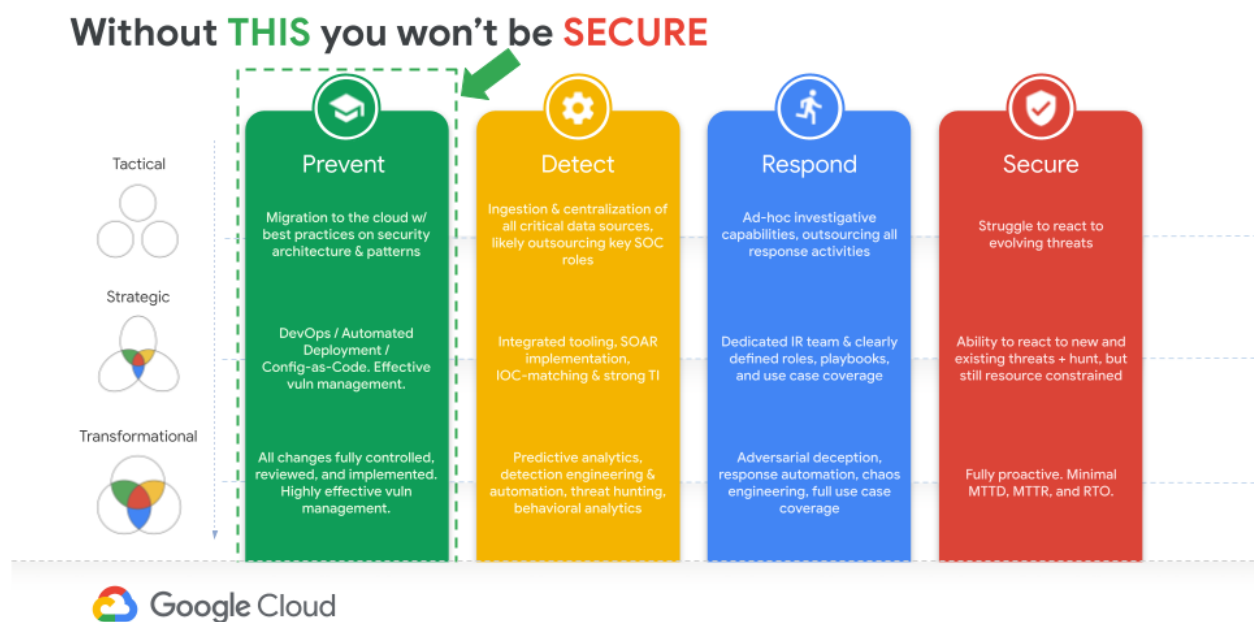 Without THIS you won't be SECURE
Tactical
Strategic
Transformational
Prevent
Migration to the cloud w/
best practices on security
architecture & patterns
DevOps / Automated
Deployment /
Config-as-Code. Effective
vuln management.
All changes fully controlled,
reviewed, and implemented.
Highly effective vuln
management.
Detect
Ingestion & centralization of
all critical data sources,
likely outsourcing key SOC
roles
Integrated tooling, SOAR
implementation,
IOC-matching & strong TI
Predictive analytics,
detection engineering &
automation, threat hunting,
behavioral analytics
Respond
Ad-hoc investigative
capabilities, outsourcing all
response activities
Dedicated IR team & clearly
defined roles, playbooks,
and use case coverage
Adversarial deception,
response automation, chaos
engineering, full use case
coverage
Secure
Struggle to react to
evolving threats
Ability to react to new and
existing threats + hunt, but
still resource constrained
Fully proactive. Minimal
MTTD, MTTR, and RTO.
Google Cloud